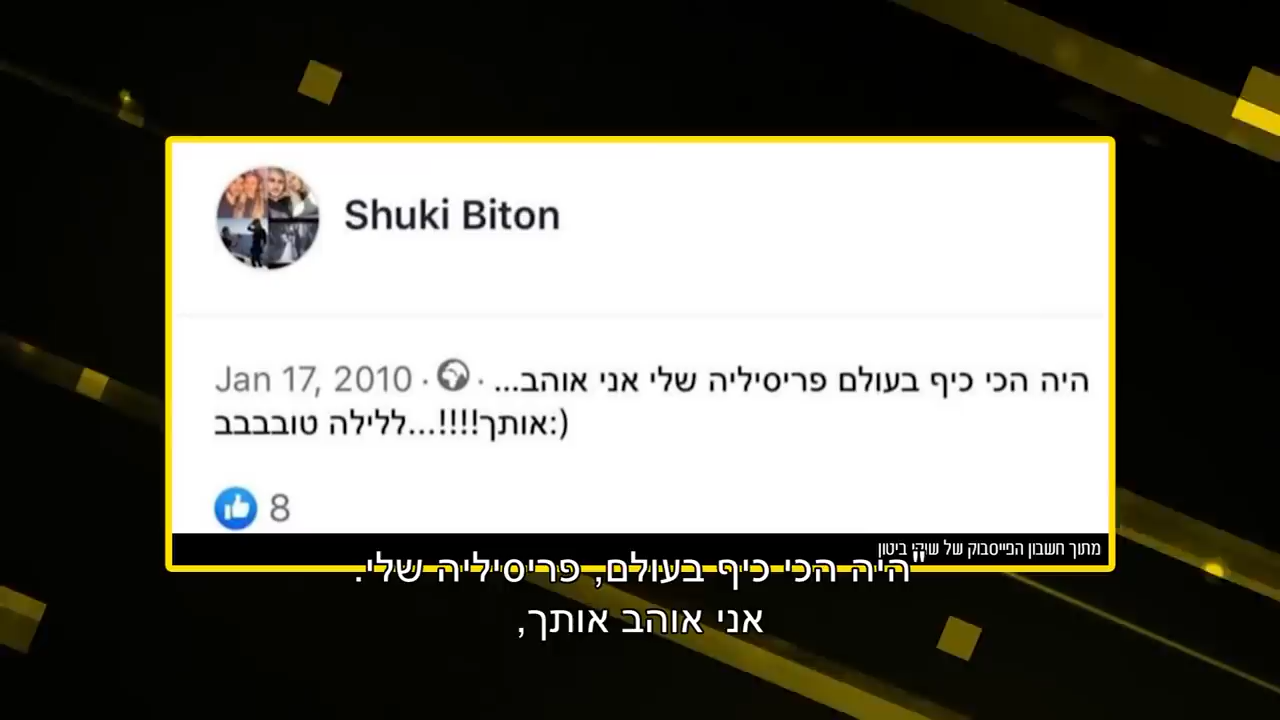 Shuki Biton
Jan 17, 2010 · · היה הכי כיף בעולם פריסיליה שלי אני אוהב...
אותך!!!!...ללילה טובבבב:)
8
מתוך חשבון הפייסבוק של שוקי ביטון
"היה הכי כיף בעולם, פריסיליה שלי.
אני אוהב אותך,